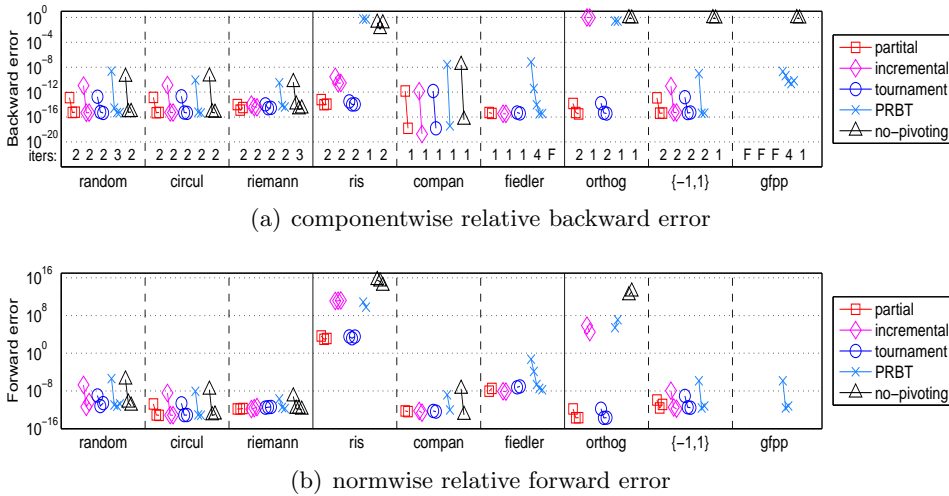 Backward error
10^0
10^-4
10^-8
10^-12
10^-16
10^-20
iters: 2 2 2 3 2 2 2 2 2 2 2 2 2 2 3 2 2 2 1 2 1 1 1 1 1 1 1 1 4 F 2 1 2 1 1 2 2 2 2 1 F F F 4 1
random circul riemann ris compan fiedler orthog {−1,1} gfpp
partital
incremental
tournament
PRBT
no−pivoting
(a) componentwise relative backward error
Forward error
10^16
10^8
10^0
10^-8
10^-16
random circul riemann ris compan fiedler orthog {−1,1} gfpp
partial
incremental
tournament
PRBT
no−pivoting
(b) normwise relative forward error